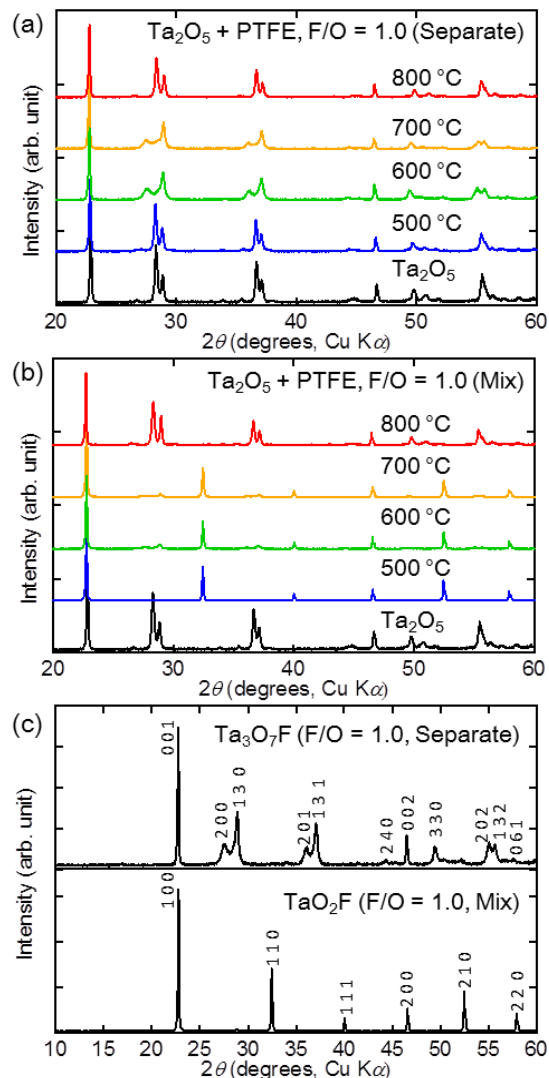 (a)
Ta2O5 + PTFE, F/O = 1.0 (Separate)
800 °C
700 °C
600 °C
500 °C
Ta2O5
Intensity (arb. unit)
20 30 40 50 60
2θ (degrees, Cu Kα)
(b)
Ta2O5 + PTFE, F/O = 1.0 (Mix)
800 °C
700 °C
600 °C
500 °C
Ta2O5
Intensity (arb. unit)
20 30 40 50 60
2θ (degrees, Cu Kα)
(c)
Ta3O7F (F/O = 1.0, Separate)
0 0 1
2 0 0
1 3 0
2 0 1
1 3 1
2 4 0
0 0 2
3 3 0
2 0 2
1 3 2
0 6 1
TaO2F (F/O = 1.0, Mix)
1 0 0
1 1 0
1 1 1
2 0 0
2 1 0
2 2 0
Intensity (arb. unit)
10 15 20 25 30 35 40 45 50 55 60
2θ (degrees, Cu Kα)